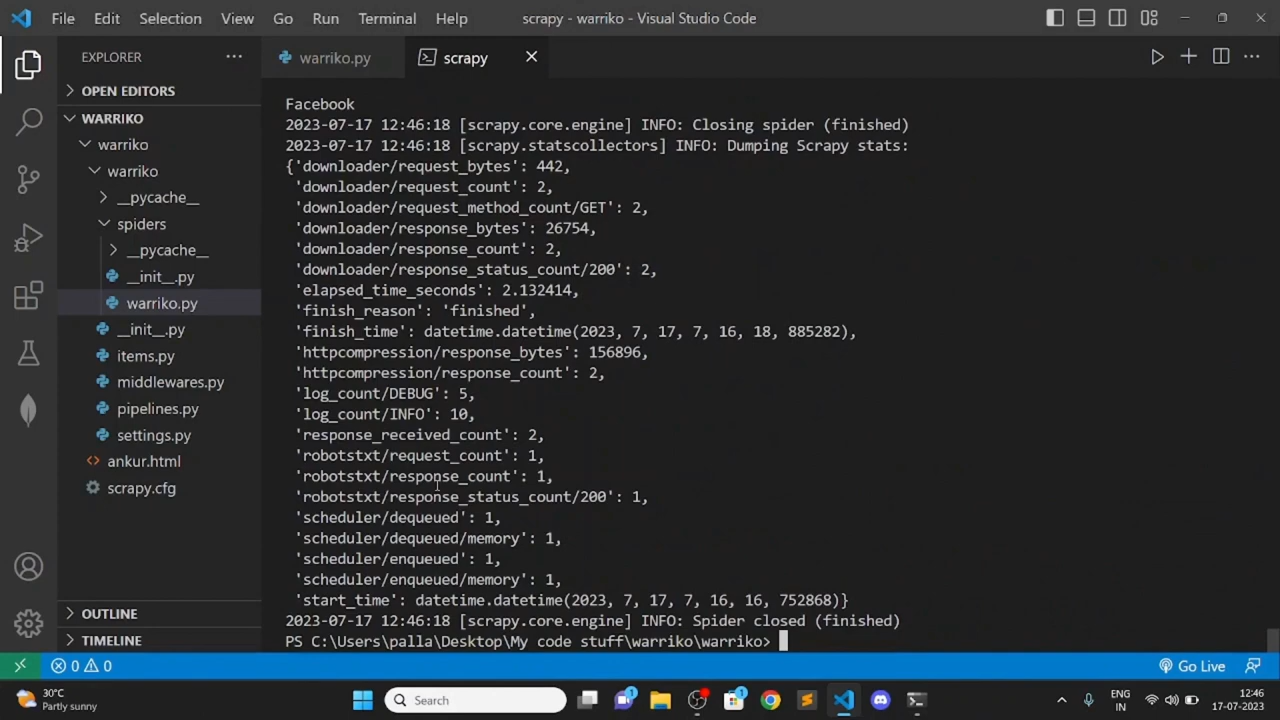 File Edit Selection View Go Run Terminal Help scrapy - warriko - Visual Studio Code
EXPLORER
warriko.py
scrapy
OPEN EDITORS
WARRIKO
warriko
warriko
__pycache__
spiders
__pycache__
__init__.py
warriko.py
__init__.py
items.py
middlewares.py
pipelines.py
settings.py
ankur.html
scrapy.cfg
OUTLINE
TIMELINE
Facebook
2023-07-17 12:46:18 [scrapy.core.engine] INFO: Closing spider (finished)
2023-07-17 12:46:18 [scrapy.statscollectors] INFO: Dumping Scrapy stats:
{'downloader/request_bytes': 442,
'downloader/request_count': 2,
'downloader/request_method_count/GET': 2,
'downloader/response_bytes': 26754,
'downloader/response_count': 2,
'downloader/response_status_count/200': 2,
'elapsed_time_seconds': 2.132414,
'finish_reason': 'finished',
'finish_time': datetime.datetime(2023, 7, 17, 7, 16, 18, 885282),
'httpcompression/response_bytes': 156896,
'httpcompression/response_count': 2,
'log_count/DEBUG': 5,
'log_count/INFO': 10,
'response_received_count': 2,
'robotstxt/request_count': 1,
'robotstxt/response_count': 1,
'robotstxt/response_status_count/200': 1,
'scheduler/dequeued': 1,
'scheduler/dequeued/memory': 1,
'scheduler/enqueued': 1,
'scheduler/enqueued/memory': 1,
'start_time': datetime.datetime(2023, 7, 17, 7, 16, 16, 752868)}
2023-07-17 12:46:18 [scrapy.core.engine] INFO: Spider closed (finished)
PS C:\Users\palla\Desktop\My code stuff\warriko\warriko>
0 0
Go Live
30°C
Partly sunny
Search
1
1
ENG
IN
12:46
17-07-2023